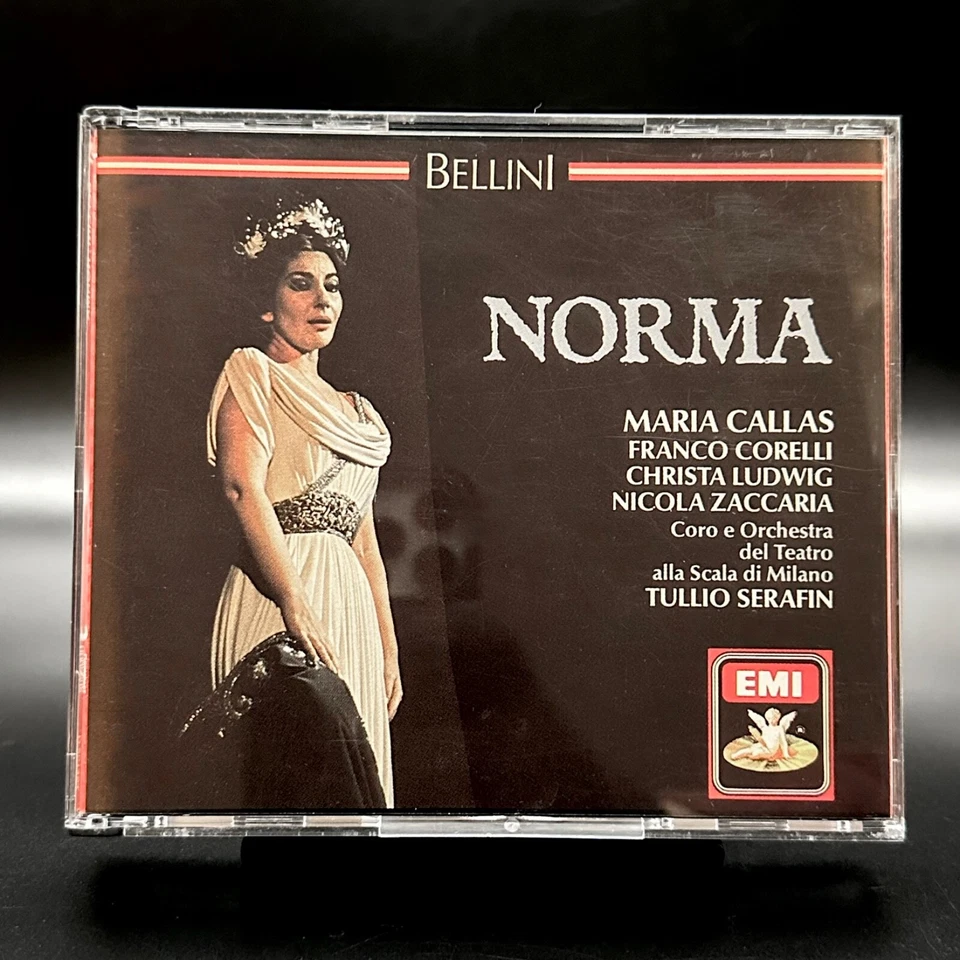 BELLINI
NORMA
MARIA CALLAS
FRANCO CORELLI
CHRISTA LUDWIG
NICOLA ZACCARIA
Coro e Orchestra
del Teatro
alla Scala di Milano
TULLIO SERAFIN
EMI